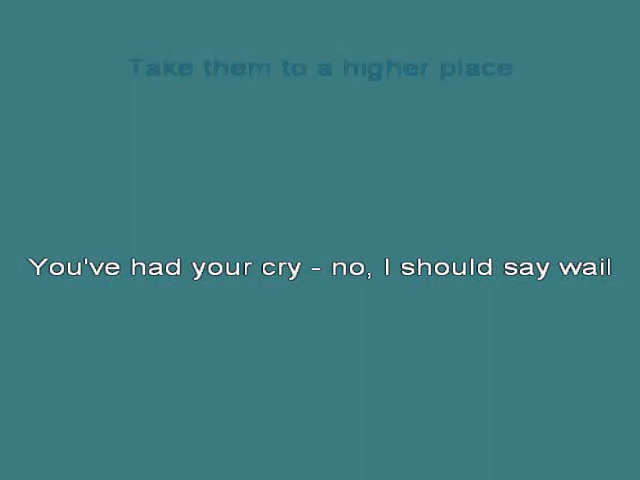 Take them to a higher place
You've had your cry - no, I should say wail